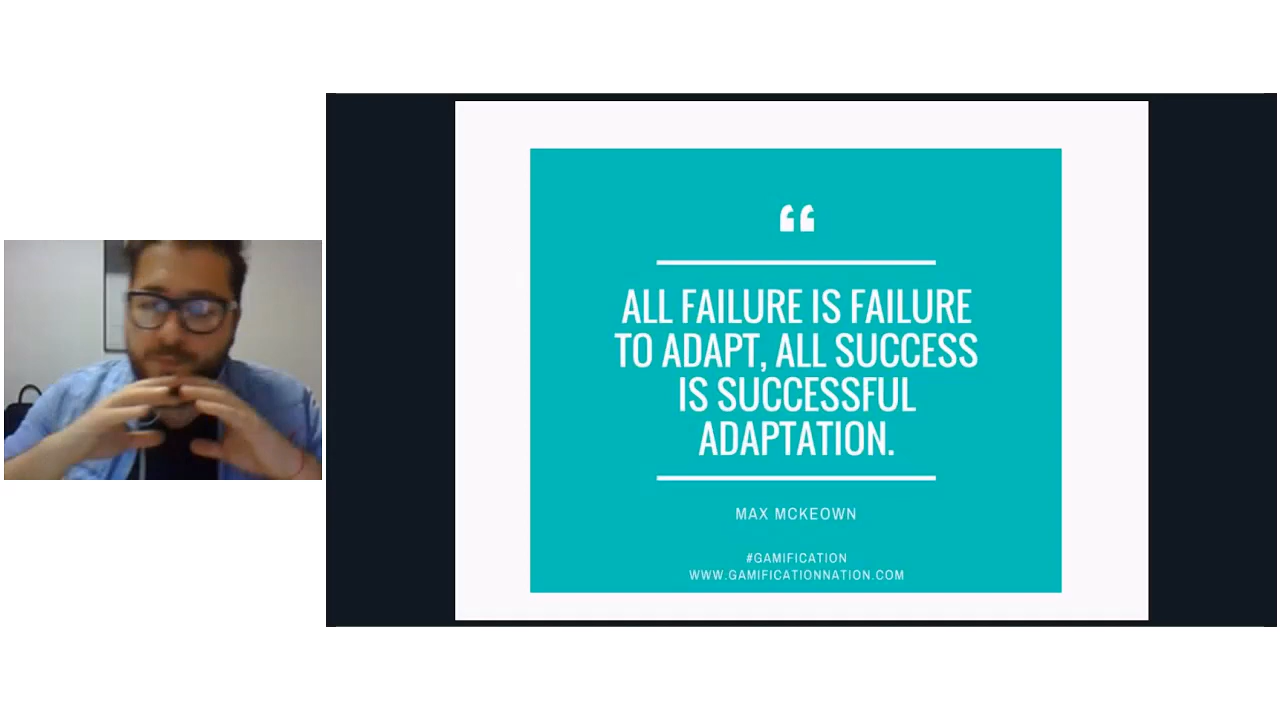 “
ALL FAILURE IS FAILURE
TO ADAPT, ALL SUCCESS
IS SUCCESSFUL
ADAPTATION.
MAX MCKEOWN
#GAMIFICATION
WWW.GAMIFICATIONNATION.COM